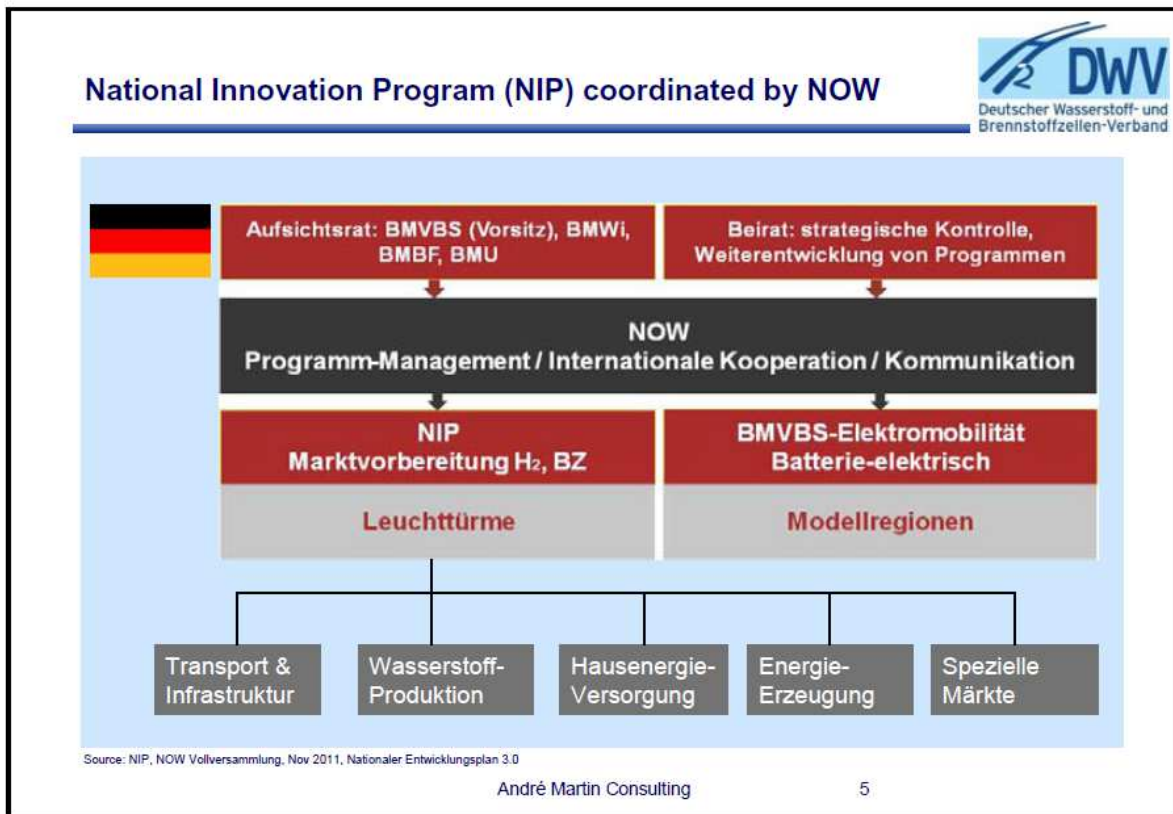 National Innovation Program (NIP) coordinated by NOW
DWV
Deutscher Wasserstoff- und
Brennstoffzellen-Verband
Aufsichtsrat: BMVBS (Vorsitz), BMWi,
BMBF, BMU
Beirat: strategische Kontrolle,
Weiterentwicklung von Programmen
NOW
Programm-Management / Internationale Kooperation / Kommunikation
NIP
Marktvorbereitung H₂, BZ
BMVBS-Elektromobilität
Batterie-elektrisch
Leuchttürme
Modellregionen
Transport &
Infrastruktur
Wasserstoff-
Produktion
Hausenergie-
Versorgung
Energie-
Erzeugung
Spezielle
Märkte
Source: NIP, NOW Vollversammlung, Nov 2011, Nationaler Entwicklungsplan 3.0
André Martin Consulting
5